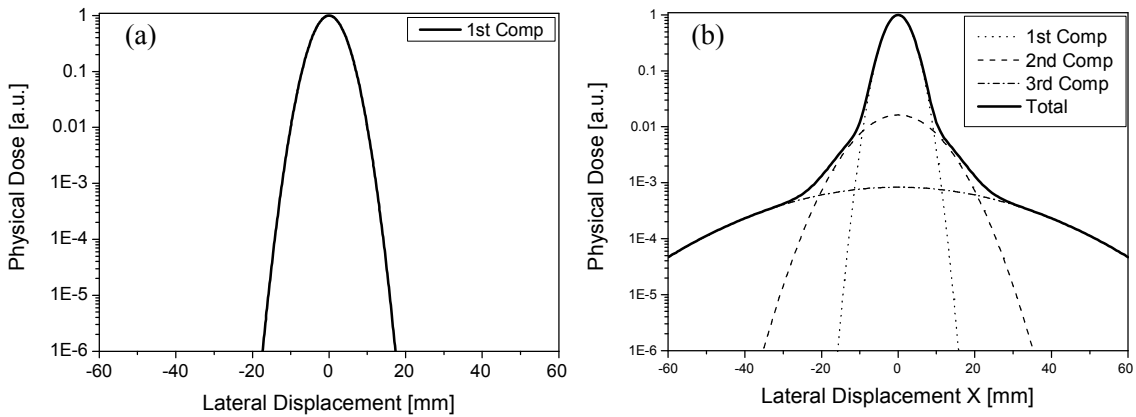 (a)
1st Comp
Physical Dose [a.u.]
1
0.1
0.01
1E-3
1E-4
1E-5
1E-6
-60 -40 -20 0 20 40 60
Lateral Displacement [mm]
(b)
1st Comp
2nd Comp
3rd Comp
Total
Physical Dose [a.u.]
1
0.1
0.01
1E-3
1E-4
1E-5
1E-6
-60 -40 -20 0 20 40 60
Lateral Displacement X [mm]